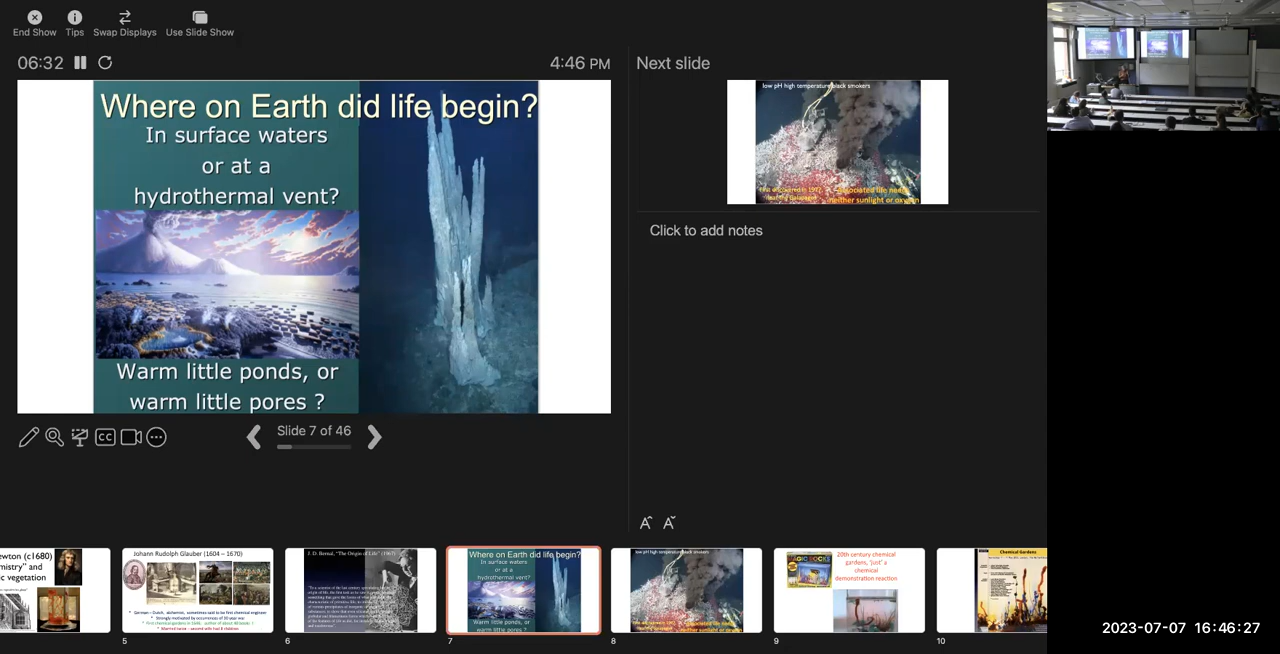 End Show
Tips
Swap Displays
Use Slide Show
06:32
4:46 PM
Next slide
Where on Earth did life begin?
In surface waters
or at a
hydrothermal vent?
Warm little ponds, or
warm little pores ?
low pH high temperature black smokers
neither sunlight or oxygen
Click to add notes
CC
Slide 7 of 46
Johann Rudolph Glauber (1604 – 1670)
5
J. D. Bernal, "The Origin of Life" (1967)
6
Where on Earth did life begin?
In surface waters
or at a
hydrothermal vent?
Warm little ponds, or
warm little pores ?
7
low pH high temperature black smokers
8
20th century chemical
gardens, 'just' a
chemical
demonstration reaction
9
Chemical Gardens
10
2023-07-07 16:46:27